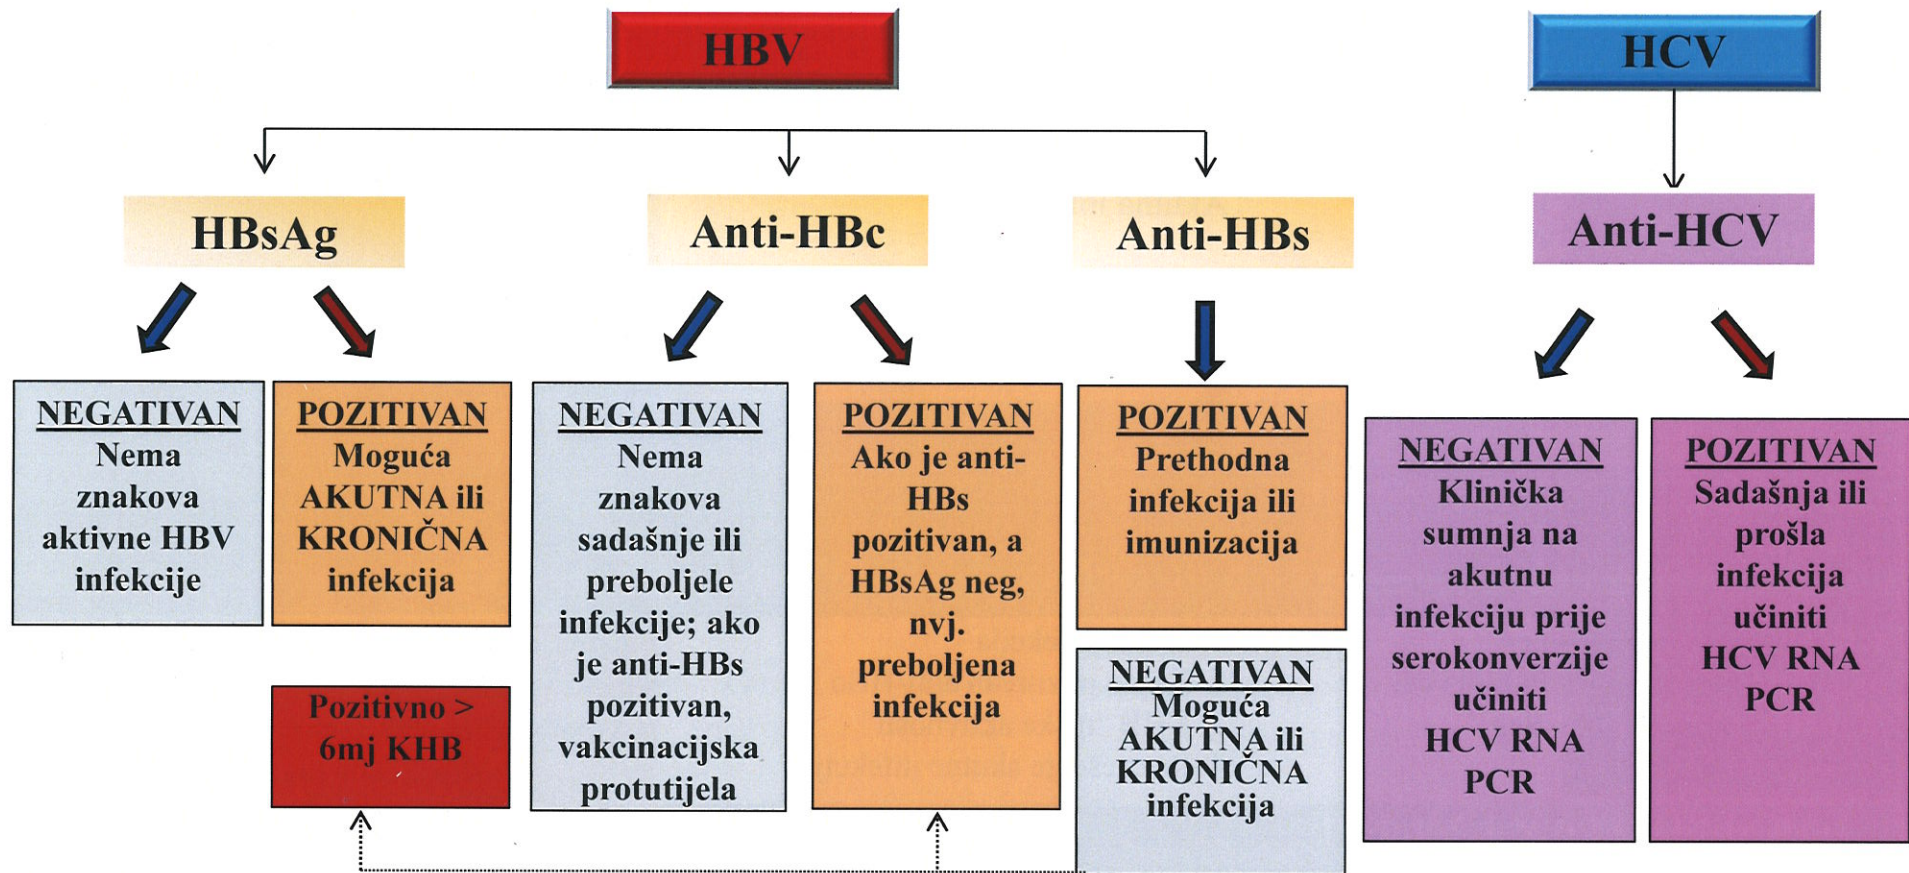 HBV
HCV
HBsAg
Anti-HBc
Anti-HBs
Anti-HCV
NEGATIVAN
Nema
znakova
aktivne HBV
infekcije
POZITIVAN
Moguća
AKUTNA ili
KRONIČNA
infekcija
Pozitivno >
6mj KHB
NEGATIVAN
Nema
znakova
sadašnje ili
preboljele
infekcije; ako
je anti-HBs
pozitivan,
vakcinacijska
protutijela
POZITIVAN
Ako je anti-
HBs
pozitivan, a
HBsAg neg,
nvj.
preboljena
infekcija
POZITIVAN
Prethodna
infekcija ili
imunizacija
NEGATIVAN
Moguća
AKUTNA ili
KRONIČNA
infekcija
NEGATIVAN
Klinička
sumnja na
akutnu
infekciju prije
serokonverzije
učiniti
HCV RNA
PCR
POZITIVAN
Sadašnja ili
prošla
infekcija
učiniti
HCV RNA
PCR